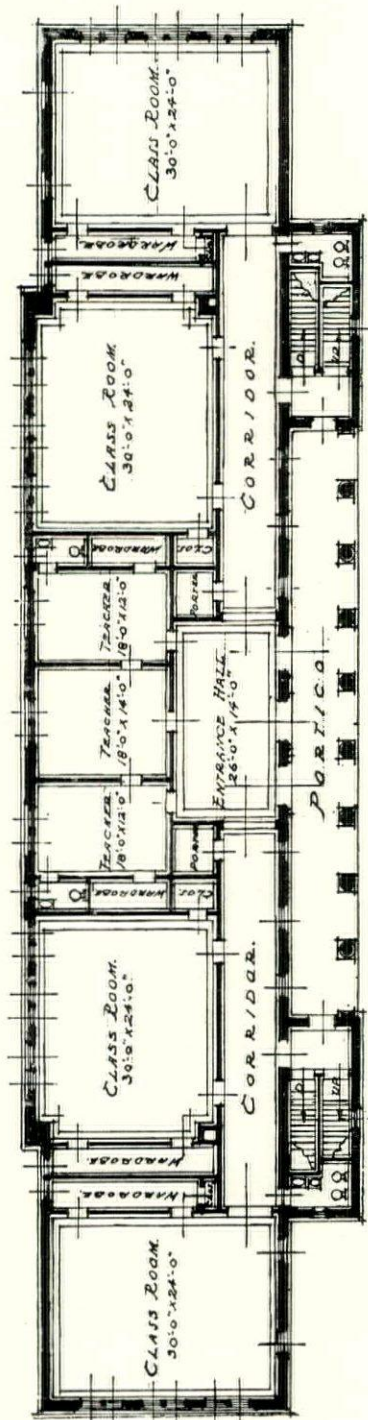 CLASS ROOM.
30'-0" X 24'-0"
WARDROBE.
WARDROBE.
CLASS ROOM.
30'-0" X 24'-0"
CORRIDOR.
UP
WARDROBE
CLOS.
TEACHER
18'-0" X 12'-0"
TEACHER
18'-0" X 14'-0"
TEACHER
18'-0" X 12'-0"
ENTRANCE HALL
26'-0" X 14'-0"
PORTICO
WARDROBE
CLOS.
CLASS ROOM.
30'-0" X 24'-0"
CORRIDOR.
D
UP
WARDROBE.
WARDROBE.
CLASS ROOM.
30'-0" X 24'-0"